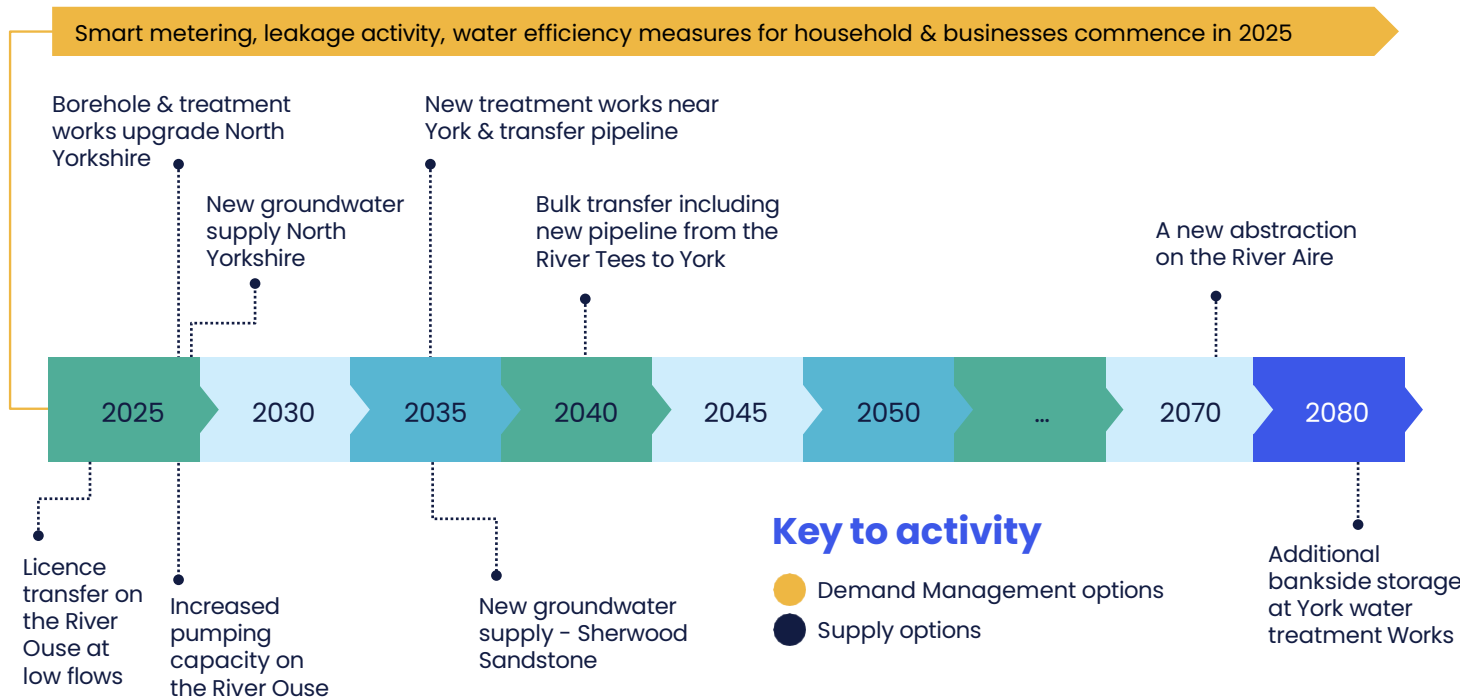 Smart metering, leakage activity, water efficiency measures for household & businesses commence in 2025
Borehole & treatment
works upgrade North
Yorkshire
New treatment works near
York & transfer pipeline
New groundwater
supply North
Yorkshire
Bulk transfer including
new pipeline from the
River Tees to York
A new abstraction
on the River Aire
2025
2030
2035
2040
2045
2050
...
2070
2080
Licence
transfer on
the River
Ouse at
low flows
Increased
pumping
capacity on
the River Ouse
New groundwater
supply - Sherwood
Sandstone
Key to activity
Demand Management options
Supply options
Additional
bankside storage
at York water
treatment Works